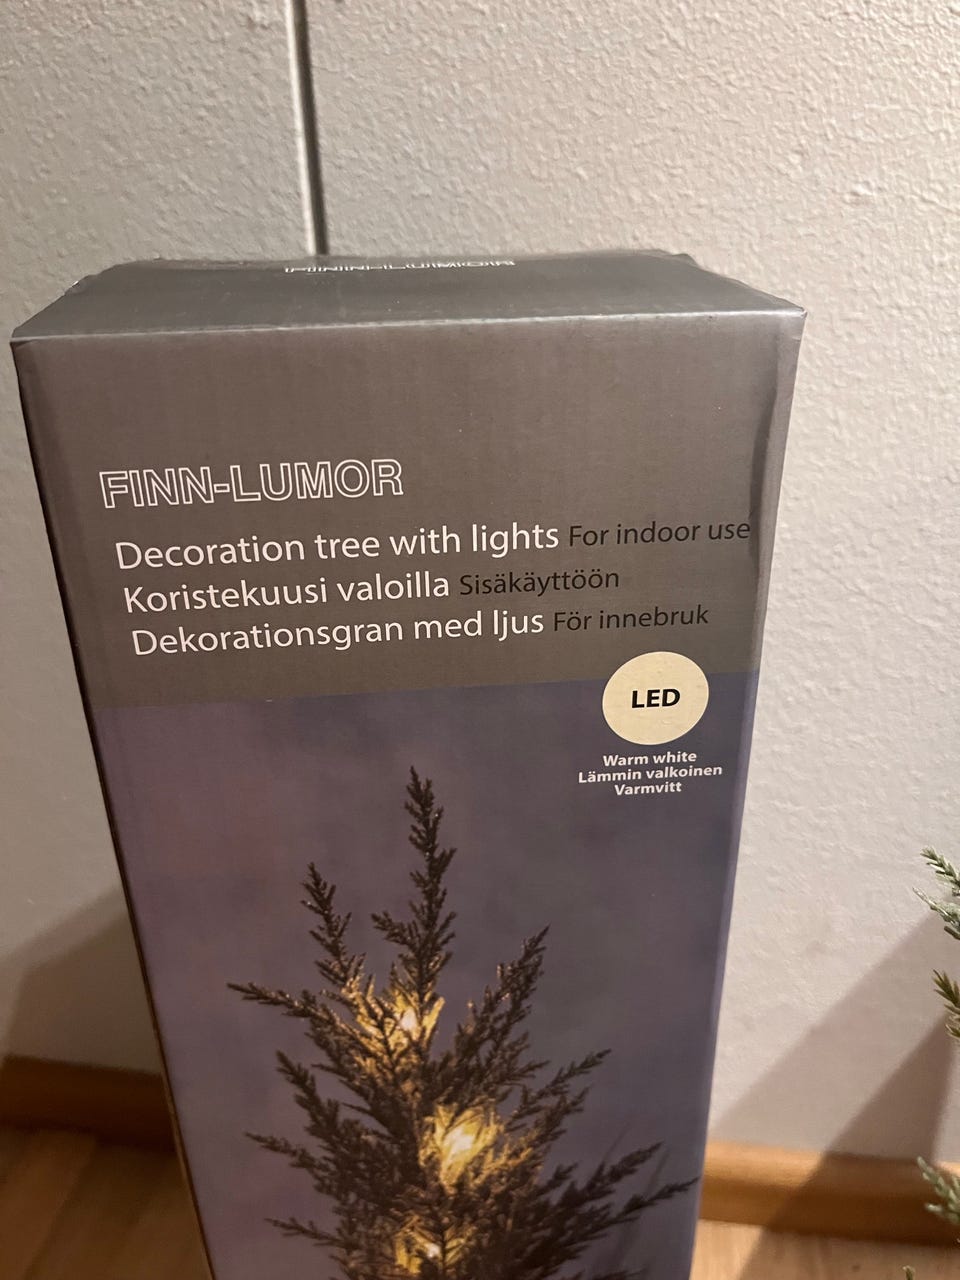 FINN-LUMOR
FINN-LUMOR
Decoration tree with lights For indoor use
Koristekuusi valoilla Sisäkäyttöön
Dekorationsgran med ljus För innebruk
LED
Warm white
Lämmin valkoinen
Varmvitt